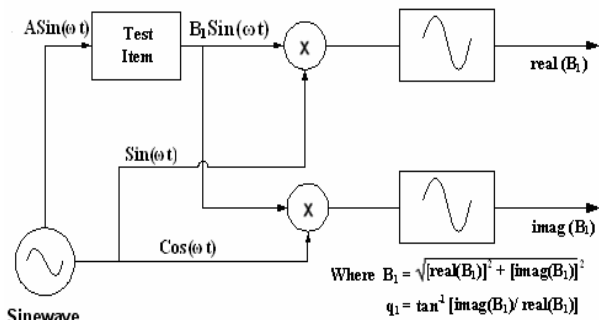 ASin(ω t)
Test
Item
B₁Sin(ω t)
X
real (B₁)
Sin(ω t)
X
imag (B₁)
Cos(ω t)
Where B₁ = √[real(B₁)]² + [imag(B₁)]²
q₁ = tan⁻¹ [imag(B₁)/ real(B₁)]
Sinewave